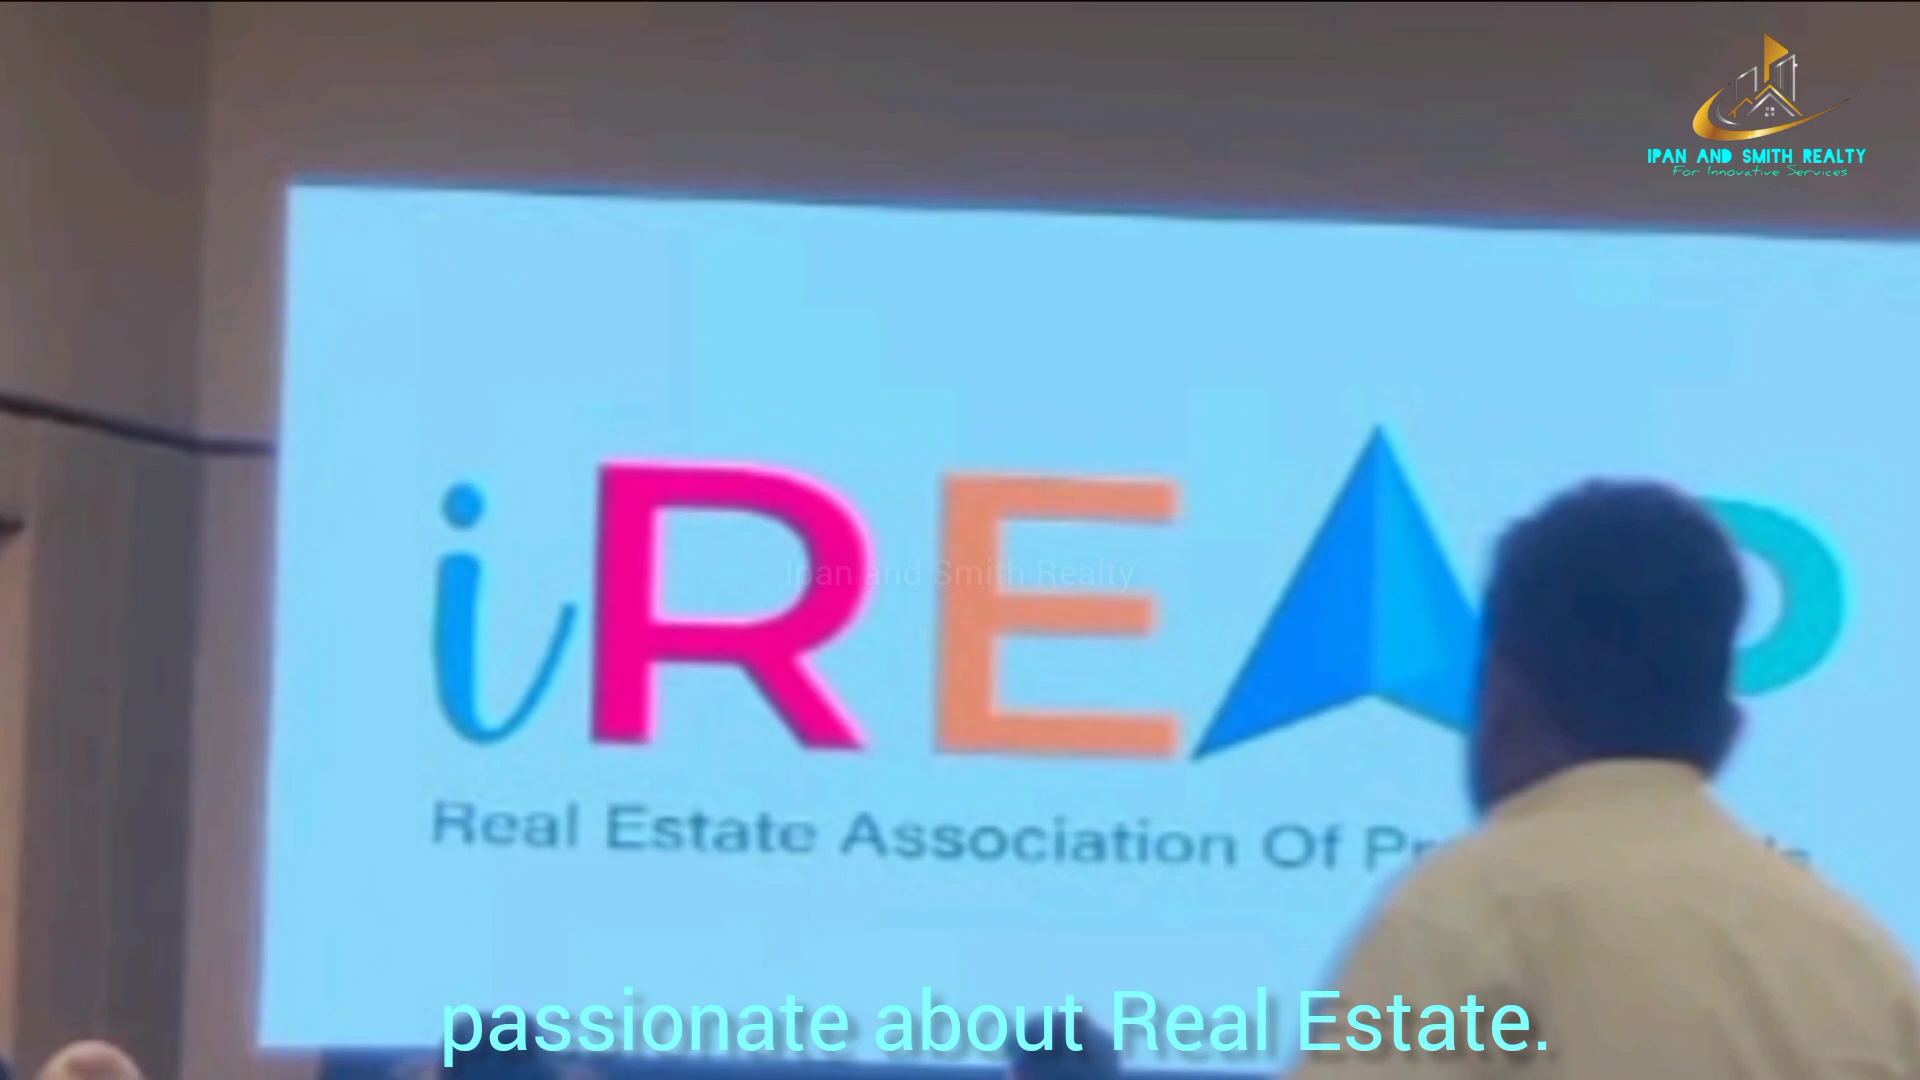 IPAN AND SMITH REALTY
For Innovative Services
iREAP
Ipan and Smith Realty
Real Estate Association Of
passionate about Real Estate.